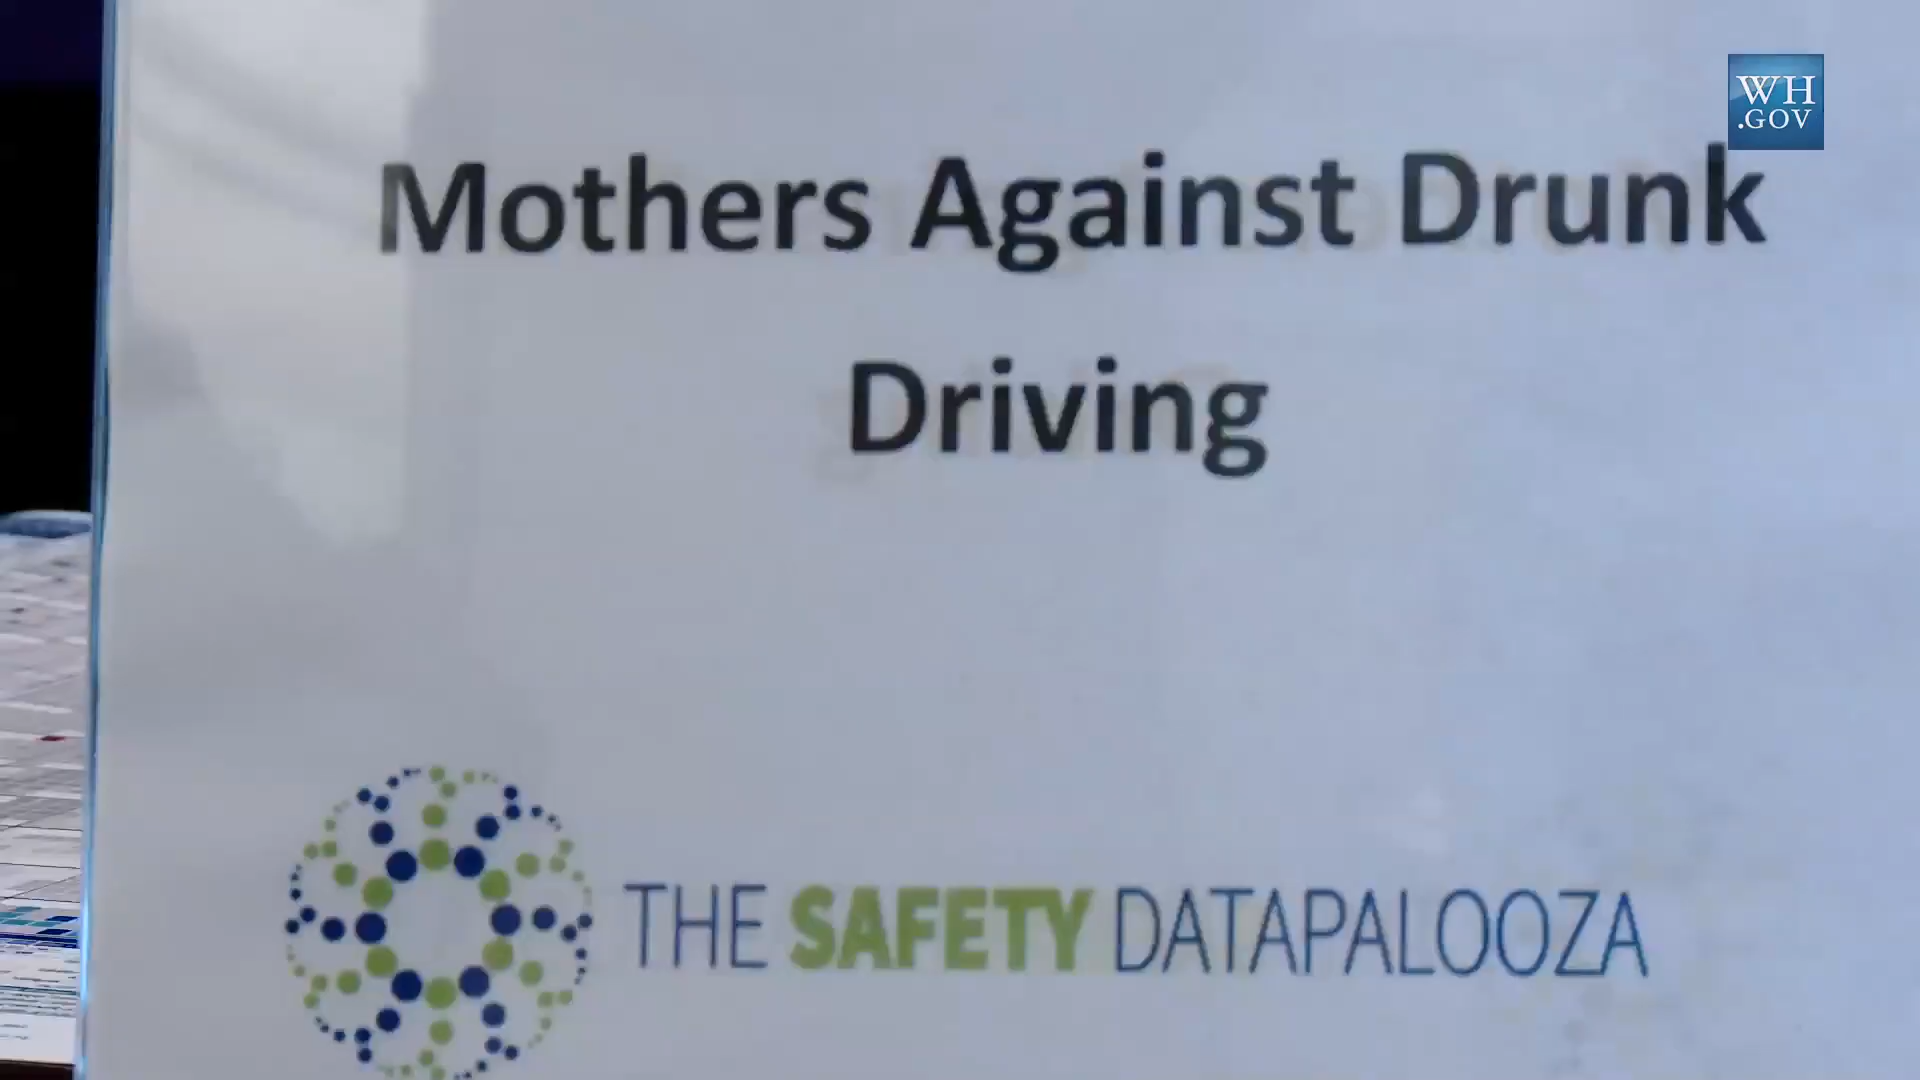 WH
.GOV
Mothers Against Drunk
Driving
THE SAFETY DATAPALOOZA